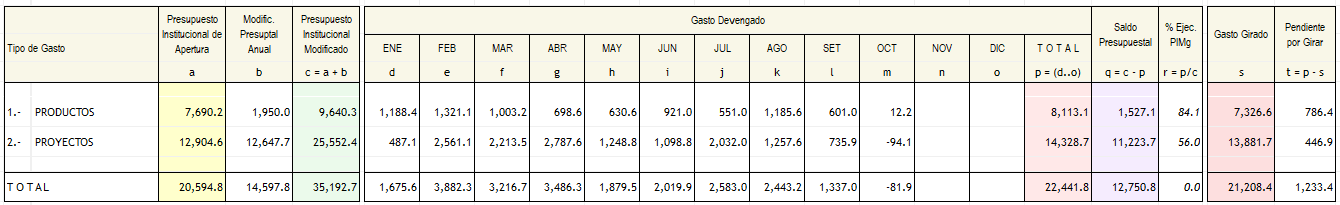 Tipo de Gasto | Presupuesto Institucional de Apertura | Modific. Presuptal Anual | Presupuesto Institucional Modificado | Gasto Devengado | Saldo Presupuestal | % Ejec. PIMg | Gasto Girado | Pendiente por Girar
ENE | FEB | MAR | ABR | MAY | JUN | JUL | AGO | SET | OCT | NOV | DIC | T O T A L
a | b | c = a + b | d | e | f | g | h | i | j | k | l | m | n | o | p = (d..o) | q = c - p | r = p/c | s | t = p - s
1.- PRODUCTOS | 7,690.2 | 1,950.0 | 9,640.3 | 1,188.4 | 1,321.1 | 1,003.2 | 698.6 | 630.6 | 921.0 | 551.0 | 1,185.6 | 601.0 | 12.2 | | | 8,113.1 | 1,527.1 | 84.1 | 7,326.6 | 786.4
2.- PROYECTOS | 12,904.6 | 12,647.7 | 25,552.4 | 487.1 | 2,561.1 | 2,213.5 | 2,787.6 | 1,248.8 | 1,098.8 | 2,032.0 | 1,257.6 | 735.9 | -94.1 | | | 14,328.7 | 11,223.7 | 56.0 | 13,881.7 | 446.9
T O T A L | 20,594.8 | 14,597.8 | 35,192.7 | 1,675.6 | 3,882.3 | 3,216.7 | 3,486.3 | 1,879.5 | 2,019.9 | 2,583.0 | 2,443.2 | 1,337.0 | -81.9 | | | 22,441.8 | 12,750.8 | 0.0 | 21,208.4 | 1,233.4